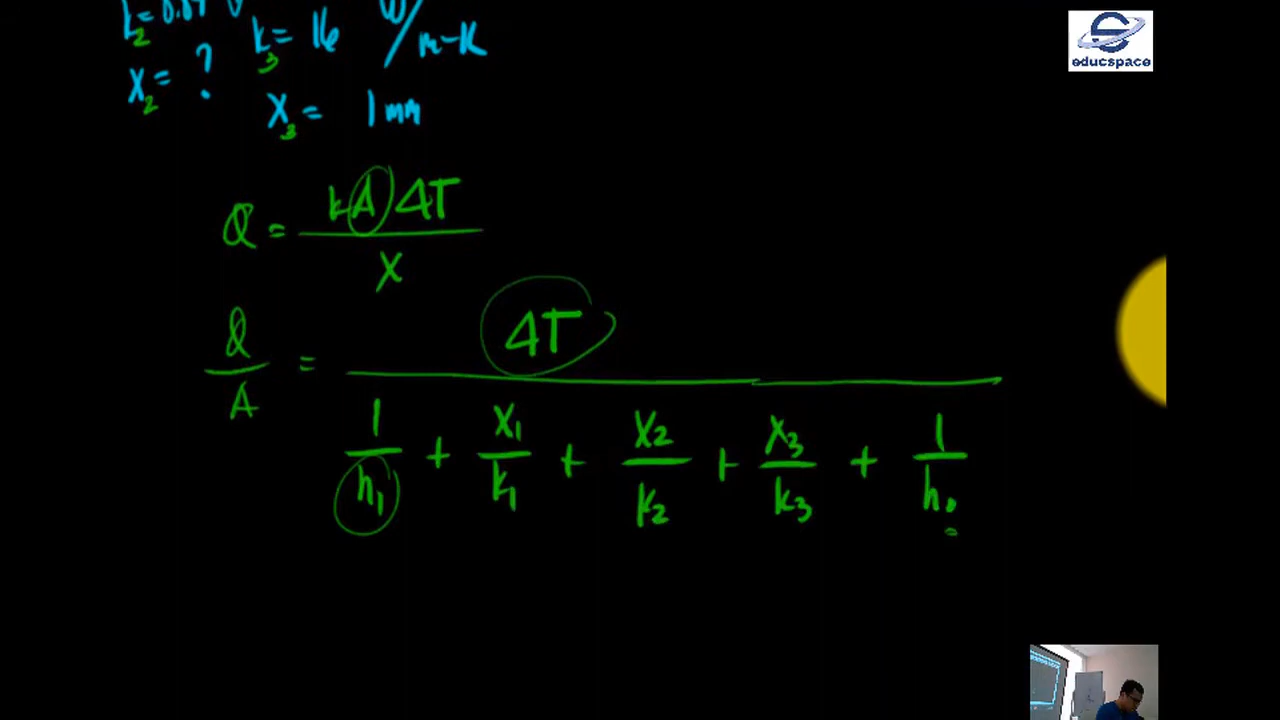 educspace
k₃ = 16 W/m-K
x₂ = ?
x₃ = 1 mm
Q = kAΔT / x
Q/A = ΔT / (1/h₁ + x₁/k₁ + x₂/k₂ + x₃/k₃ + 1/h₀)